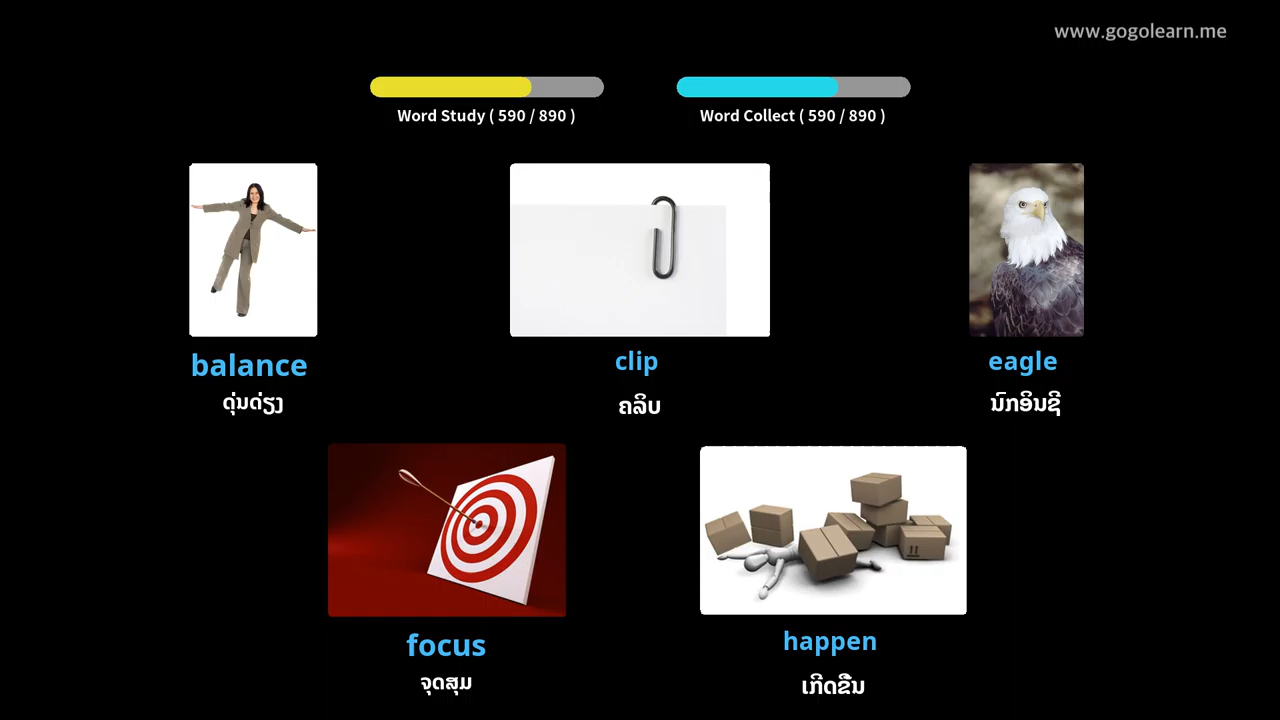 www.gogolearn.me
Word Study ( 590 / 890 )
Word Collect ( 590 / 890 )
balance
ດຸ່ນດ່ຽງ
clip
ຄລິບ
eagle
ນົກອິນຊີ
focus
ຈຸດສຸມ
happen
ເກີດຂຶ້ນ